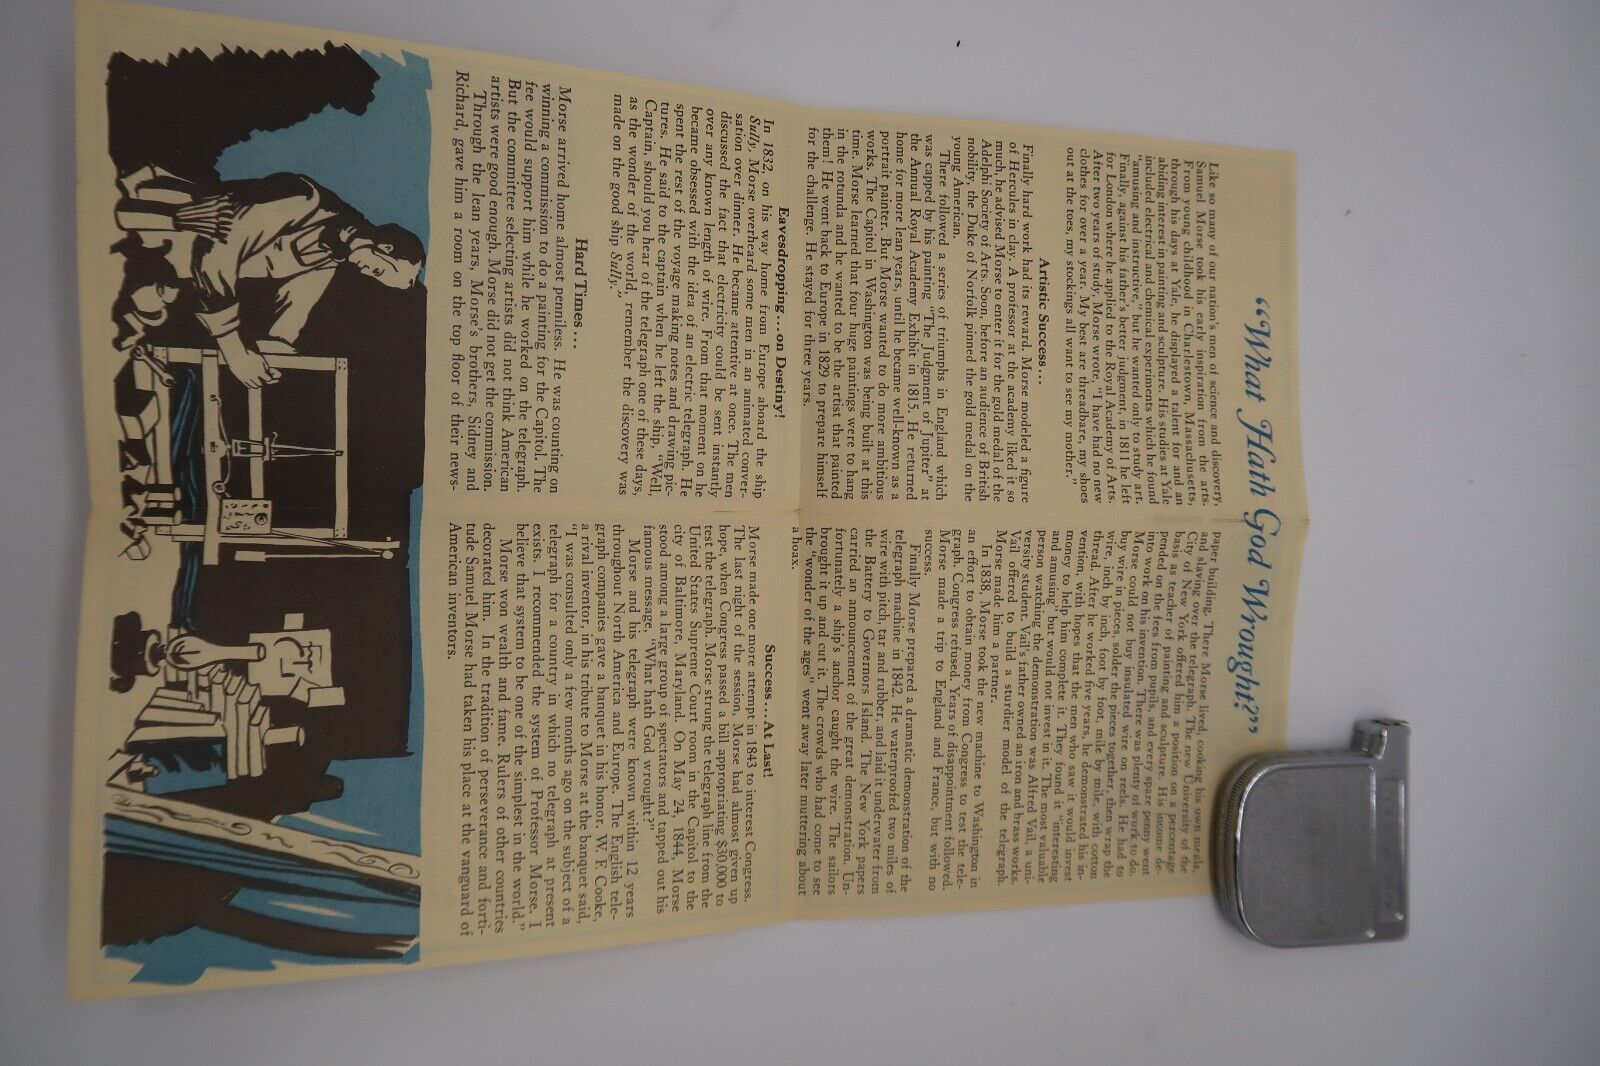 "What Hath God Wrought?"
Like so many of our nation's men of science and discovery,
Samuel Morse took his early inspiration from the arts.
From young childhood in Charlestown, Massachusetts,
through his days at Yale, he displayed a talent for and an
abiding interest in painting and sculpture. His studies at Yale
included electrical and chemical experiments which he found
"amusing and instructive," but he wanted only to study art.
Finally, against his father's better judgment, in 1811 he left
for London where he applied to the Royal Academy of Arts.
After two years of study, Morse wrote, "I have had no new
clothes for over a year. My best are threadbare, my shoes
out at the toes, my stockings all want to see my mother."
Artistic Success...
Finally hard work had its reward. Morse modeled a figure
of Hercules in clay. A professor at the academy liked it so
much, he advised Morse to enter it for the gold medal of the
Adelphi Society of Arts. Soon, before an audience of British
nobility, the Duke of Norfolk pinned the gold medal on the
young American.
There followed a series of triumphs in England which
was capped by his painting "The Judgment of Jupiter" at
the Annual Royal Academy Exhibit in 1815. He returned
home for more lean years, until he became well-known as a
portrait painter. But Morse wanted to do more ambitious
works. The Capitol in Washington was being built at this
time. Morse learned that four huge paintings were to hang
in the rotunda and he wanted to be the artist that painted
them! He went back to Europe in 1829 to prepare himself
for the challenge. He stayed for three years.
Eavesdropping...on Destiny!
In 1832, on his way home from Europe aboard the ship
Sully, Morse overheard some men in an animated conver-
sation over dinner. He became attentive at once. The men
discussed the fact that electricity could be sent instantly
over any known length of wire. From that moment on he
became obsessed with the idea of an electric telegraph. He
spent the rest of the voyage making notes and drawing pic-
tures. He said to the captain when he left the ship, "Well,
Captain, should you hear of the telegraph one of these days,
as the wonder of the world, remember the discovery was
made on the good ship Sully."
Hard Times...
Morse arrived home almost penniless. He was counting on
winning a commission to do a painting for the Capitol. The
fee would support him while he worked on the telegraph.
But the committee selecting artists did not think American
artists were good enough. Morse did not get the commission.
Through the lean years, Morse's brothers, Sidney and
Richard, gave him a room on the top floor of their news-
paper building. There Morse lived, cooking his own meals,
and slaving over the telegraph. The new University of the
City of New York offered him a position on a percentage
basis as teacher of painting and sculpture. His income de-
pended on the fees from pupils, and every spare penny went
into work on his invention. There was plenty of work to do.
Morse could not buy insulated wire on reels. He had to
buy wire in pieces, solder the pieces together, then wrap the
wire, inch by inch, foot by foot, mile by mile, with cotton
thread. After he worked five years, he demonstrated his in-
vention, with hopes that the men who saw it would invest
money to help him complete it. They found it "interesting
and amusing," but would not invest in it. The most valuable
person watching the demonstration was Alfred Vail, a uni-
versity student. Vail's father owned an iron and brass works.
Vail offered to build a sturdier model of the telegraph.
Morse made him a partner.
In 1838, Morse took the new machine to Washington in
an effort to obtain money from Congress to test the tele-
graph. Congress refused. Years of disappointment followed.
Morse made a trip to England and France, but with no
success.
Finally Morse prepared a dramatic demonstration of the
telegraph machine in 1842. He waterproofed two miles of
wire with pitch, tar and rubber, and laid it underwater from
the Battery to Governors Island. The New York papers
carried an announcement of the great demonstration. Un-
fortunately a ship's anchor caught the wire. The sailors
brought it up and cut it. The crowds who had come to see
the "wonder of the ages" went away later muttering about
a hoax.
Success...At Last!
Morse made one more attempt in 1843 to interest Congress.
The last night of the session, Morse had almost given up
hope, when Congress passed a bill appropriating $30,000 to
test the telegraph. Morse strung the telegraph line from the
United States Supreme Court room in the Capitol to the
city of Baltimore, Maryland. On May 24, 1844, Morse
stood among a large group of spectators and tapped out his
famous message, "What hath God wrought?"
Morse and his telegraph were known within 12 years
throughout North America and Europe. The English tele-
graph companies gave a banquet in his honor. W. F. Cooke,
a rival inventor, in his tribute to Morse at the banquet said,
"I was consulted only a few months ago on the subject of a
telegraph for a country in which no telegraph at present
exists. I recommended the system of Professor Morse. I
believe that system to be one of the simplest in the world."
Morse won wealth and fame. Rulers of other countries
decorated him. In the tradition of perseverance and forti-
tude Samuel Morse had taken his place at the vanguard of
American inventors.